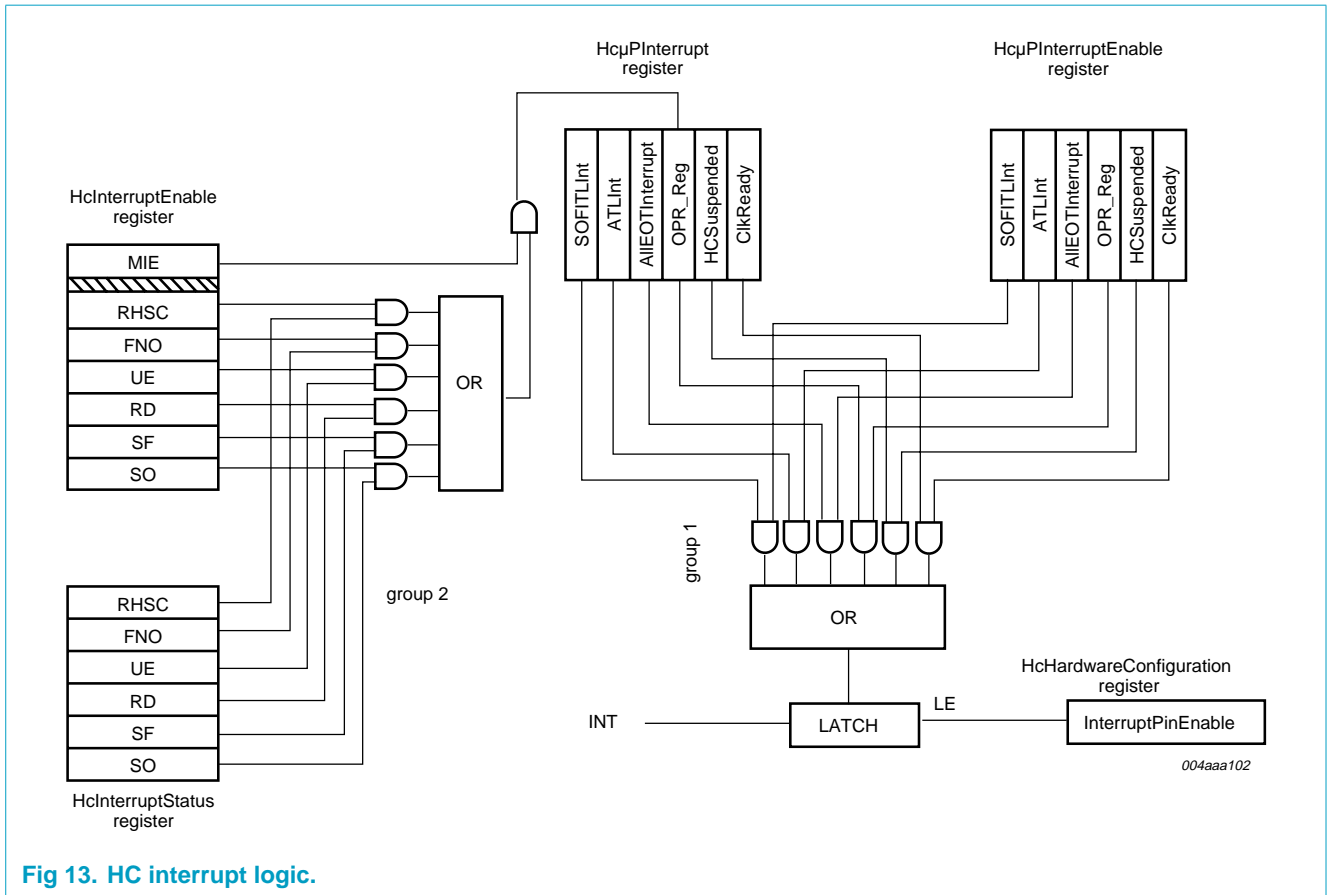 HcµPInterrupt
register
HcµPInterruptEnable
register
SOFITLInt
ATLInt
AllEOTInterrupt
OPR_Reg
HCSuspended
ClkReady
SOFITLInt
ATLInt
AllEOTInterrupt
OPR_Reg
HCSuspended
ClkReady
HcInterruptEnable
register
MIE
RHSC
FNO
UE
RD
SF
SO
OR
group 1
group 2
RHSC
FNO
UE
RD
SF
SO
HcInterruptStatus
register
OR
HcHardwareConfiguration
register
INT
LATCH
LE
InterruptPinEnable
004aaa102
Fig 13. HC interrupt logic.